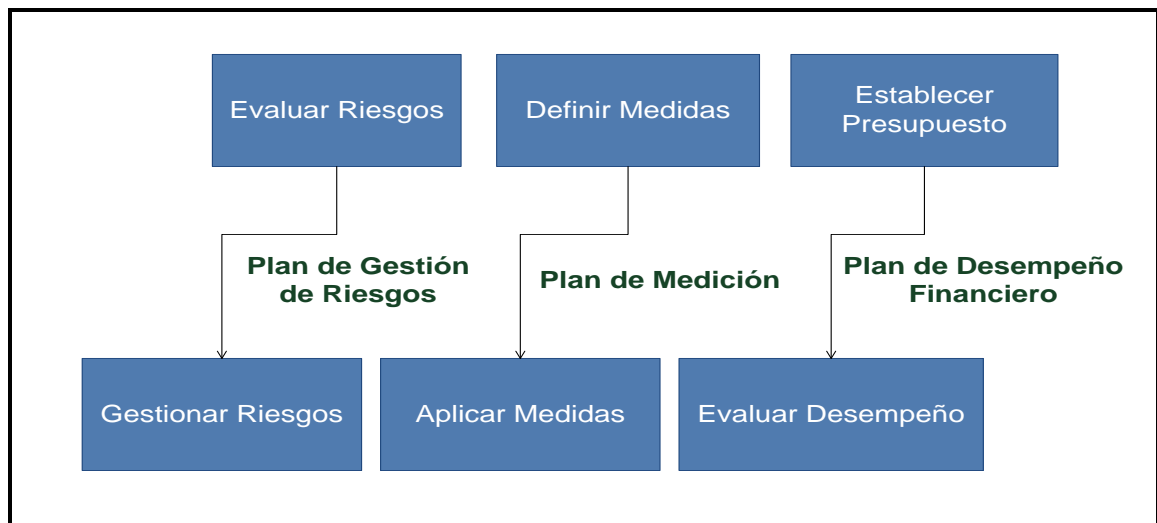 Evaluar Riesgos
Definir Medidas
Establecer
Presupuesto
Plan de Gestión
de Riesgos
Plan de Medición
Plan de Desempeño
Financiero
Gestionar Riesgos
Aplicar Medidas
Evaluar Desempeño